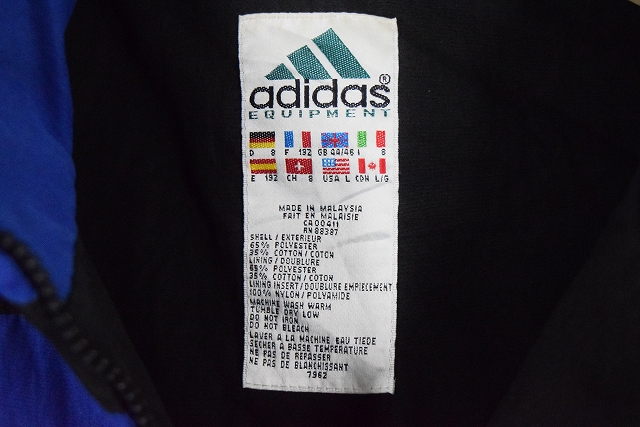 adidas®
EQUIPMENT
D 8 F 192 GB 44/46 I 8
E 192 CH 8 USA L CDN L/G
MADE IN MALAYSIA
FAIT EN MALAISIE
CA00411
RN 88387
SHELL / EXTERIEUR
65% POLYESTER
35% COTTON / COTON
LINING / DOUBLURE
65% POLYESTER
35% COTTON / COTON
LINING INSERT / DOUBLURE EMPIECEMENT
100% NYLON / POLYAMIDE
MACHINE WASH WARM
TUMBLE DRY LOW
DO NOT IRON
DO NOT BLEACH
LAVER A LA MACHINE EAU TIEDE
SECHER A BASSE TEMPERATURE
NE PAS DE REPASSER
NE PAS DE BLANCHISSANT
7962